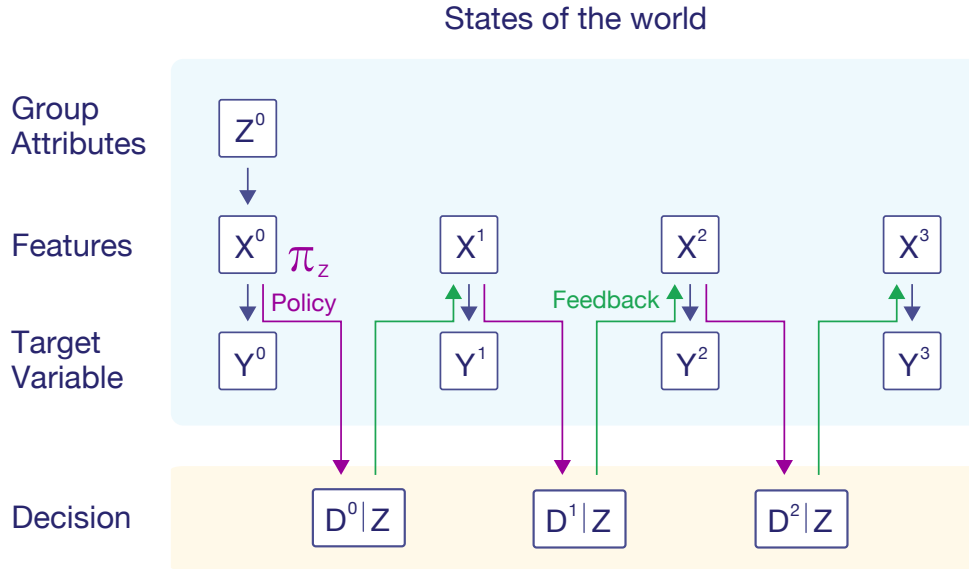 States of the world
Group
Attributes
Z⁰
Features
X⁰
π_Z
X¹
X²
X³
Policy
Feedback
Target
Variable
Y⁰
Y¹
Y²
Y³
Decision
D⁰|Z
D¹|Z
D²|Z